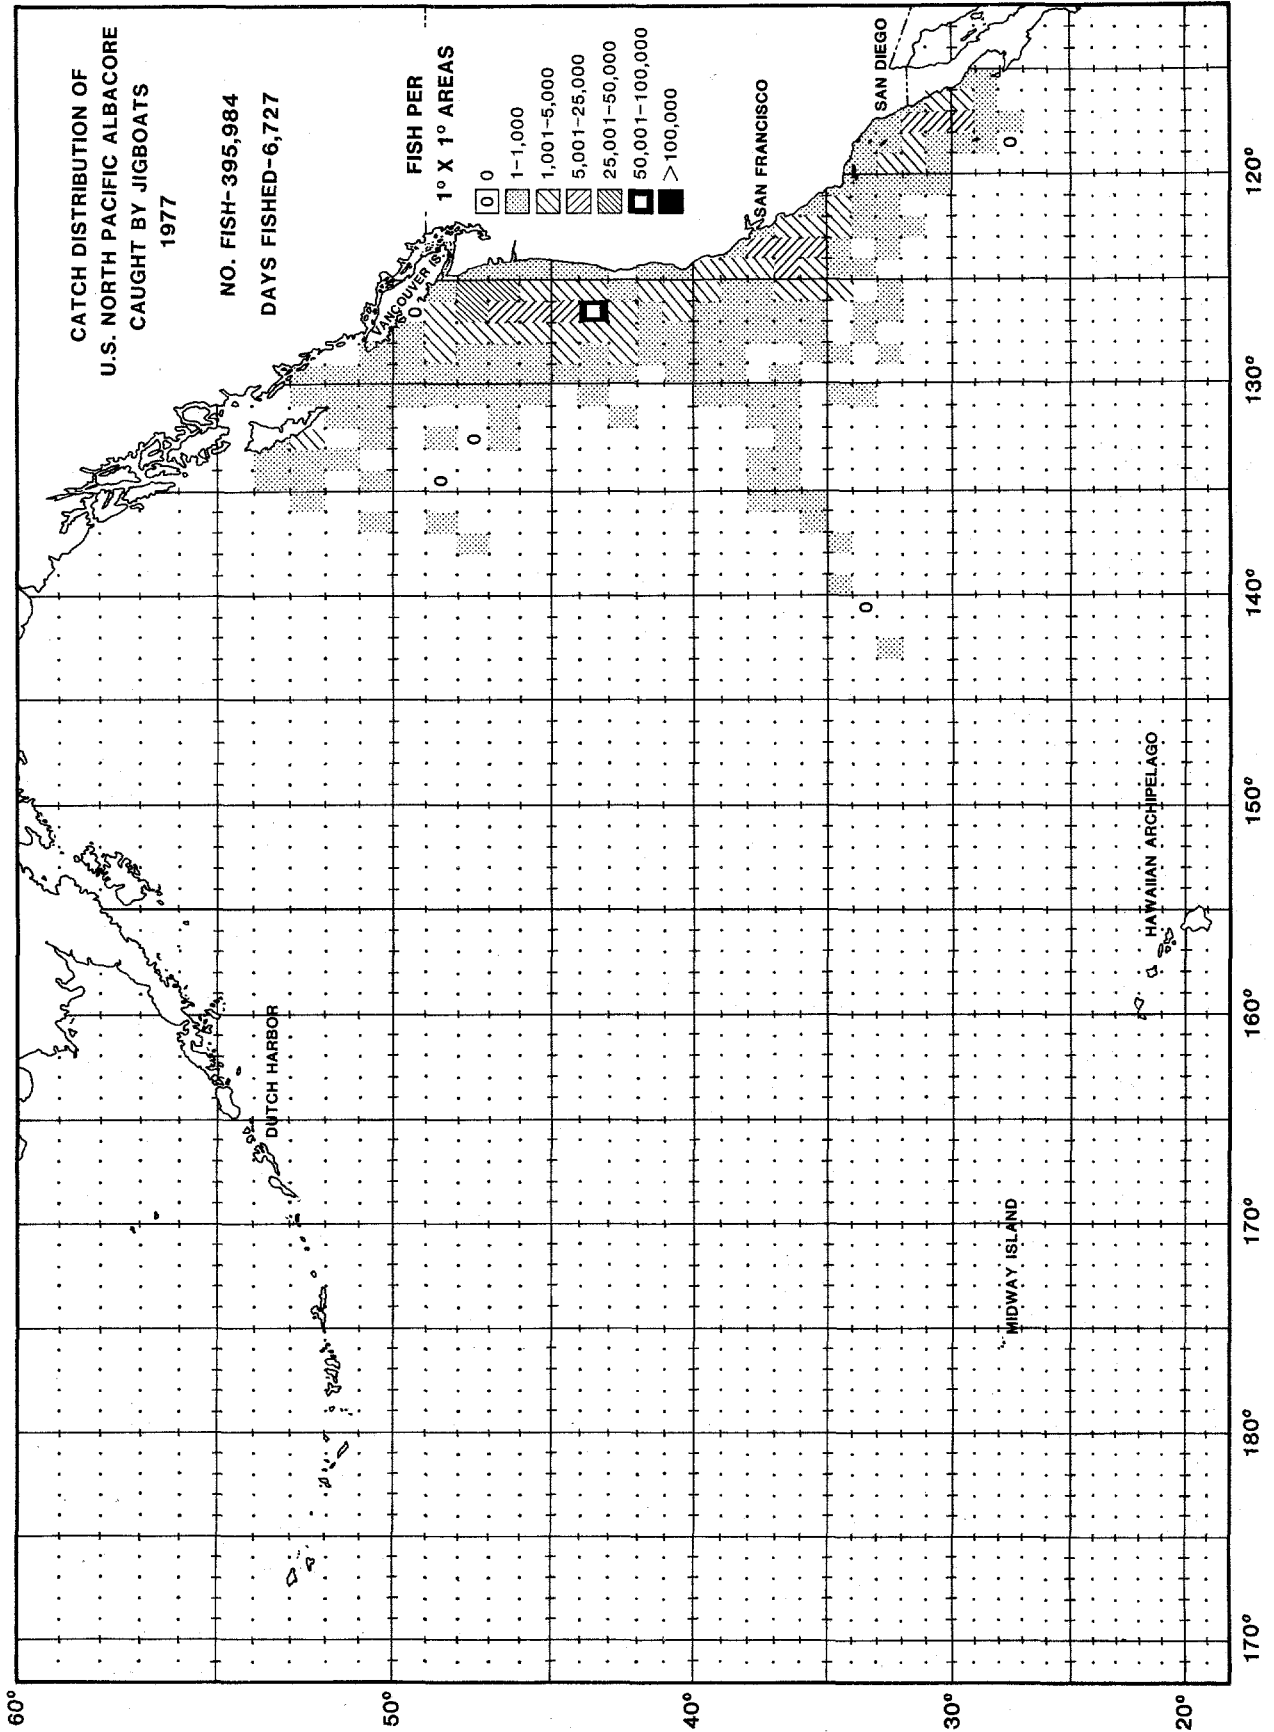 CATCH DISTRIBUTION OF
U.S. NORTH PACIFIC ALBACORE
CAUGHT BY JIGBOATS
1977
NO. FISH-395,984
DAYS FISHED-6,727
FISH PER
1° X 1° AREAS
0 0
1-1,000
1,001-5,000
5,001-25,000
25,001-50,000
50,001-100,000
>100,000
VANCOUVER IS.
0
0
0
0
0
SAN FRANCISCO
SAN DIEGO
DUTCH HARBOR
MIDWAY ISLAND
HAWAIIAN ARCHIPELAGO
60°
50°
40°
30°
20°
170°
180°
170°
160°
150°
140°
130°
120°